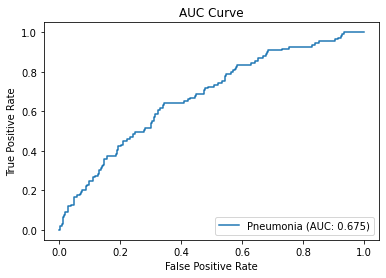 AUC Curve
1.0
0.8
0.6
0.4
0.2
0.0
True Positive Rate
Pneumonia (AUC: 0.675)
0.0 0.2 0.4 0.6 0.8 1.0
False Positive Rate